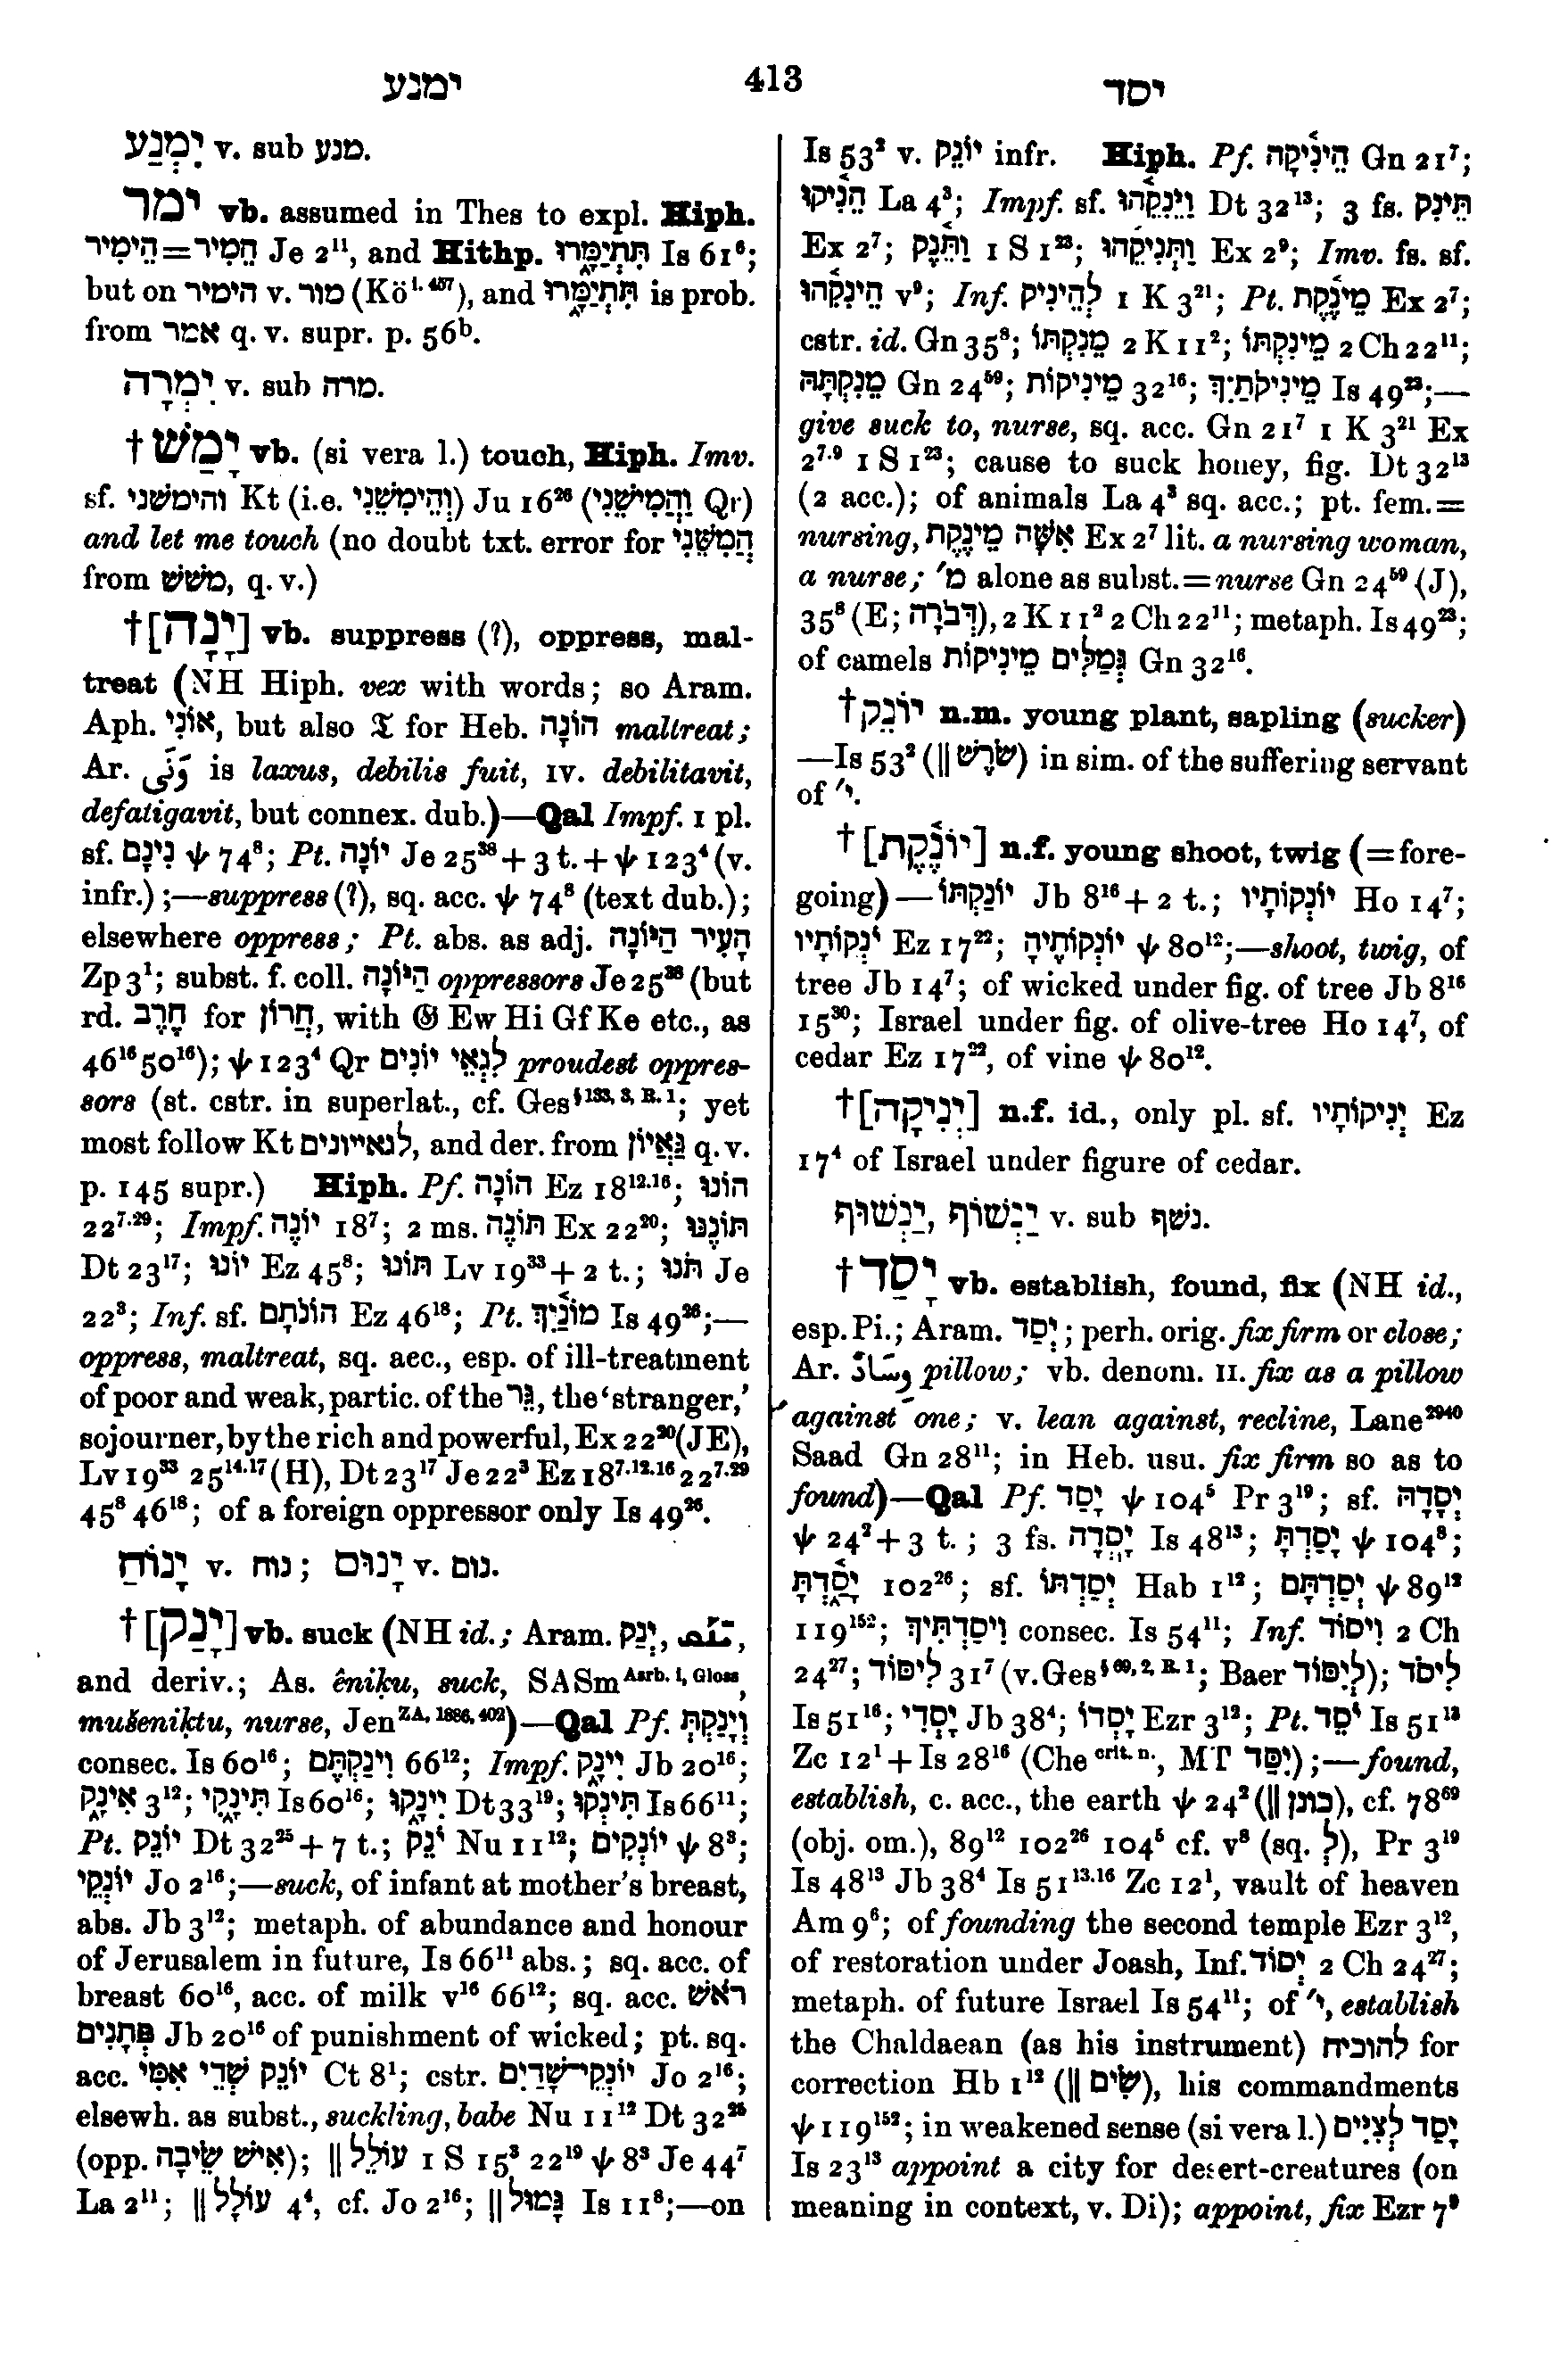 ימנע
413
יסד
יִמְנַע v. sub מנע.
ימר vb. assumed in Thes to expl. Hiph.
הֵימִיר=הֵמִיר Je 2¹¹, and Hithp. תִּתְיַמָּרוּ Is 61⁶;
but on הימיר v. מור (Kö¹·⁴⁵⁷), and תִּתְיַמָּרוּ is prob.
from אמר q. v. supr. p. 56ᵇ.
יִמְרָה v. sub מרה.
† יָמַשׁ vb. (si vera l.) touch, Hiph. Imv.
sf. והימשני Kt (i.e. וְהֵימִשֵׁנִי) Ju 16²⁶ (וַהֲמִישֵׁנִי Qr)
and let me touch (no doubt txt. error for הֲמִשֵּׁנִי
from משׁשׁ, q. v.)
†[יָנָה] vb. suppress (?), oppress, mal-
treat (NH Hiph. vex with words; so Aram.
Aph. אוֹנִי, but also 𝔗 for Heb. הוֹנָה maltreat;
Ar. وَنَى is laxus, debilis fuit, IV. debilitavit,
defatigavit, but connex. dub.)—Qal Impf. 1 pl.
sf. נִינָם ψ 74⁸; Pt. יוֹנָה Je 25³⁸+3 t.+ψ 123⁴ (v.
infr.);—suppress (?), sq. acc. ψ 74⁸ (text dub.);
elsewhere oppress; Pt. abs. as adj. הָעִיר הַיּוֹנָה
Zp 3¹; subst. f. coll. הַיּוֹנָה oppressors Je 25³⁸ (but
rd. חֶרֶב for חֲרוֹן, with 𝔊 Ew Hi Gf Ke etc., as
46¹⁶ 50¹⁶); ψ 123⁴ Qr לִגְאֵי יוֹנִים proudest oppres-
sors (st. cstr. in superlat., cf. Ges§¹³³·³·ᴿ·¹; yet
most follow Kt לגאיונים, and der. from גַּאֲיוֹן q. v.
p. 145 supr.) Hiph. Pf. הוֹנָה Ez 18¹²·¹⁶; הוֹנוּ
22⁷·²⁹; Impf. יוֹנֶה 18⁷; 2 ms. תּוֹנֶה Ex 22²⁰; תּוֹנֶנּוּ
Dt 23¹⁷; יוֹנוּ Ez 45⁸; תּוֹנוּ Lv 19³³+2 t.; תֹּנוּ Je
22³; Inf. sf. הוֹנֹתָם Ez 46¹⁸; Pt. מוֹנַיִךְ Is 49²⁶;—
oppress, maltreat, sq. acc., esp. of ill-treatment
of poor and weak, partic. of the גֵּר, the ‘stranger,’
sojourner, by the rich and powerful, Ex 22²⁰ (JE),
Lv 19³³ 25¹⁴·¹⁷ (H), Dt 23¹⁷ Je 22³ Ez 18⁷·¹²·¹⁶ 22⁷·²⁹
45⁸ 46¹⁸; of a foreign oppressor only Is 49²⁶.
יָנוֹחַ v. נוח; יָנוּם v. נום.
†[יָנַק] vb. suck (NH id.; Aram. יְנַק, ܝܢܩ,
and deriv.; As. êniḳu, suck, SASm Asrb. i, Gloss,
mušeniḳtu, nurse, Jen ZA, 1886, 402)—Qal Pf. וְיָנַקְתְּ
consec. Is 60¹⁶; וִינַקְתֶּם 66¹²; Impf. יִינָק Jb 20¹⁶;
אִינָק 3¹²; תִּינָקִי Is 60¹⁶; יִינָקוּ Dt 33¹⁹; תִּינְקוּ Is 66¹¹;
Pt. יוֹנֵק Dt 32²⁵+7 t.; יֹנֵק Nu 11¹²; יוֹנְקִים ψ 8³;
יוֹנְקֵי Jo 2¹⁶;—suck, of infant at mother’s breast,
abs. Jb 3¹²; metaph. of abundance and honour
of Jerusalem in future, Is 66¹¹ abs.; sq. acc. of
breast 60¹⁶, acc. of milk v¹⁶ 66¹²; sq. acc. רֹאשׁ
פְּתָנִים Jb 20¹⁶ of punishment of wicked; pt. sq.
acc. יוֹנֵק שְׁדֵי אִמִּי Ct 8¹; cstr. יוֹנְקֵי שָׁדַיִם Jo 2¹⁶;
elsewh. as subst., suckling, babe Nu 11¹² Dt 32²⁵
(opp. אִישׁ שֵׂיבָה); ‖ עוֹלֵל 1 S 15³ 22¹⁹ ψ 8³ Je 44⁷
La 2¹¹; ‖ עוֹלָל 4⁴, cf. Jo 2¹⁶; ‖ גָּמוּל Is 11⁸;—on
Is 53² v. יוֹנֵק infr. Hiph. Pf. הֵינִיקָה Gn 21⁷;
הֵנִיקוּ La 4³; Impf. sf. וַיֵּנִקֵהוּ Dt 32¹³; 3 fs. תֵּינִק
Ex 2⁷; וַתֵּנֶק 1 S 1²³; וַתְּנִיקֵהוּ Ex 2⁹; Imv. fs. sf.
הֵינִקִהוּ v⁹; Inf. לְהֵינִיק 1 K 3²¹; Pt. מֵינֶקֶת Ex 2⁷;
cstr. id. Gn 35⁸; מֵנִקְתּוֹ 2 K 11²; מֵינִקְתּוֹ 2 Ch 22¹¹;
מֵנִקְתָּהּ Gn 24⁵⁹; מֵינִיקוֹת 32¹⁶; מֵינִיקֹתַיִךְ Is 49²³;—
give suck to, nurse, sq. acc. Gn 21⁷ 1 K 3²¹ Ex
2⁷·⁹ 1 S 1²³; cause to suck honey, fig. Dt 32¹³
(2 acc.); of animals La 4³ sq. acc.; pt. fem.=
nursing, אִשָּׁה מֵינֶקֶת Ex 2⁷ lit. a nursing woman,
a nurse; מ׳ alone as subst.=nurse Gn 24⁵⁹ (J),
35⁸ (E; דְּבֹרָה), 2 K 11² 2 Ch 22¹¹; metaph. Is 49²³;
of camels גְּמַלִּים מֵינִיקוֹת Gn 32¹⁶.
†יוֹנֵק n.m. young plant, sapling (sucker)
—Is 53² (‖ שֹׁרֶשׁ) in sim. of the suffering servant
of י׳.
†[יוֹנֶקֶת] n.f. young shoot, twig (=fore-
going)—יוֹנַקְתּוֹ Jb 8¹⁶+2 t.; יוֹנְקוֹתָיו Ho 14⁷;
יֹנְקוֹתָיו Ez 17²²; יוֹנְקוֹתֶיהָ ψ 80¹²;—shoot, twig, of
tree Jb 14⁷; of wicked under fig. of tree Jb 8¹⁶
15³⁰; Israel under fig. of olive-tree Ho 14⁷, of
cedar Ez 17²², of vine ψ 80¹².
†[יְנִיקָה] n.f. id., only pl. sf. יְנִיקוֹתָיו Ez
17⁴ of Israel under figure of cedar.
יַנְשׁוּף, יַנְשׁוֹף v. sub נשׁף.
†יָסַד vb. establish, found, fix (NH id.,
esp. Pi.; Aram. יְסַד; perh. orig. fix firm or close;
Ar. وِسَادٌ pillow; vb. denom. II. fix as a pillow
against one; V. lean against, recline, Lane²⁹⁴⁰
Saad Gn 28¹¹; in Heb. usu. fix firm so as to
found)—Qal Pf. יָסַד ψ 104⁵ Pr 3¹⁹; sf. יְסָדָהּ
ψ 24²+3 t.; 3 fs. יָסְדָה Is 48¹³; יָסַדְתָּ ψ 104⁸;
יָסַדְתָּ 102²⁶; sf. יְסַדְתּוֹ Hab 1¹²; יְסַדְתָּם ψ 89¹²
119¹⁵²; וִיסַדְתִּיךְ consec. Is 54¹¹; Inf. וִיסוֹד 2 Ch
24²⁷; לִיסּוֹד 31⁷ (v. Ges§⁶⁹·²·ᴿ·¹; Baer לְיִסּוֹד); לִיסֹד
Is 51¹⁶; יָסְדִי Jb 38⁴; יָסְדוֹ Ezr 3¹²; Pt. יֹסֵד Is 51¹³
Zc 12¹+Is 28¹⁶ (Che crit. n., MT יִסַּד);—found,
establish, c. acc., the earth ψ 24² (‖ כונן), cf. 78⁶⁹
(obj. om.), 89¹² 102²⁶ 104⁵ cf. v⁸ (sq. לְ), Pr 3¹⁹
Is 48¹³ Jb 38⁴ Is 51¹³·¹⁶ Zc 12¹, vault of heaven
Am 9⁶; of founding the second temple Ezr 3¹²,
of restoration under Joash, Inf. יְסוֹד 2 Ch 24²⁷;
metaph. of future Israel Is 54¹¹; of י׳, establish
the Chaldaean (as his instrument) להוכיח for
correction Hb 1¹² (‖ שִׂים), his commandments
ψ 119¹⁵²; in weakened sense (si vera l.) יָסַד לְצִיִּים
Is 23¹³ appoint a city for desert-creatures (on
meaning in context, v. Di); appoint, fix Ezr 7⁹